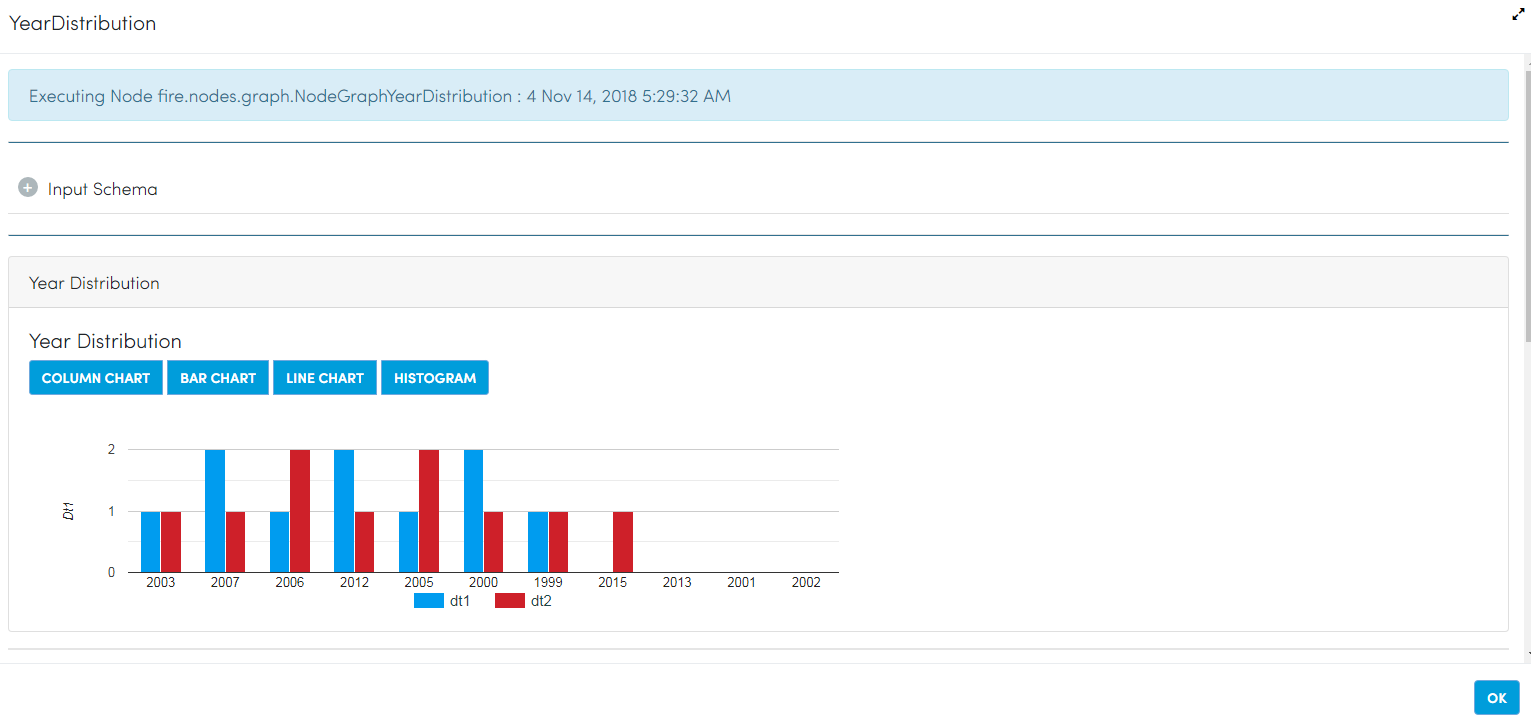 YearDistribution
Executing Node fire.nodes.graph.NodeGraphYearDistribution : 4 Nov 14, 2018 5:29:32 AM
Input Schema
Year Distribution
Year Distribution
COLUMN CHART BAR CHART LINE CHART HISTOGRAM
2
Dt1
1
0
2003 2007 2006 2012 2005 2000 1999 2015 2013 2001 2002
dt1 dt2
OK